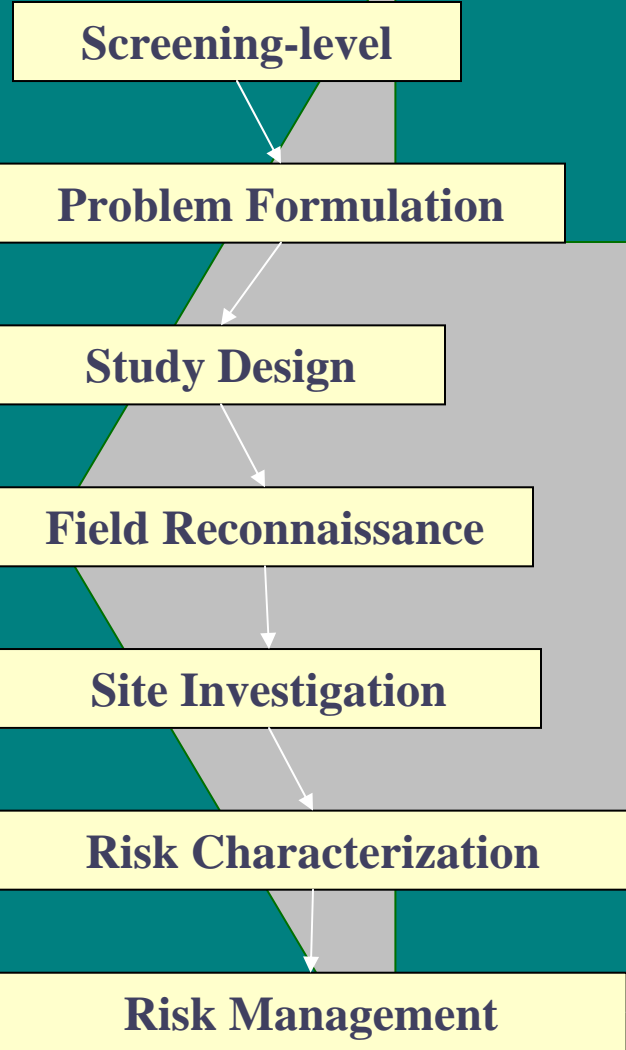 Screening-level
Problem Formulation
Study Design
Field Reconnaissance
Site Investigation
Risk Characterization
Risk Management